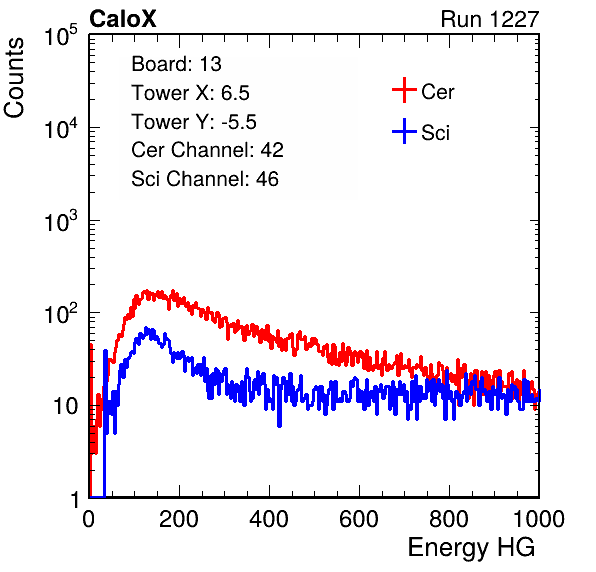 CaloX Run 1227
Counts
10^5
10^4
10^3
10^2
10
1
Board: 13
Tower X: 6.5
Tower Y: -5.5
Cer Channel: 42
Sci Channel: 46
Cer
Sci
0 200 400 600 800 1000
Energy HG